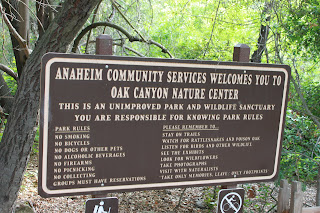 ANAHEIM COMMUNITY SERVICES WELCOMES YOU TO
OAK CANYON NATURE CENTER
THIS IS AN UNIMPROVED PARK AND WILDLIFE SANCTUARY
YOU ARE RESPONSIBLE FOR KNOWING PARK RULES
PARK RULES
NO SMOKING
NO BICYCLES
NO DOGS OR OTHER PETS
NO ALCOHOLIC BEVERAGES
NO FIREARMS
NO PICNICKING
NO COLLECTING
GROUPS MUST HAVE RESERVATIONS
PLEASE REMEMBER TO...
STAY ON TRAILS
WATCH FOR RATTLESNAKES AND POISON OAK
LISTEN FOR BIRDS AND OTHER WILDLIFE
SEE THE EXHIBITS
LOOK FOR WILDFLOWERS
TAKE PHOTOGRAPHS
VISIT WITH NATURALISTS
TAKE ONLY MEMORIES, LEAVE ONLY FOOTPRINTS